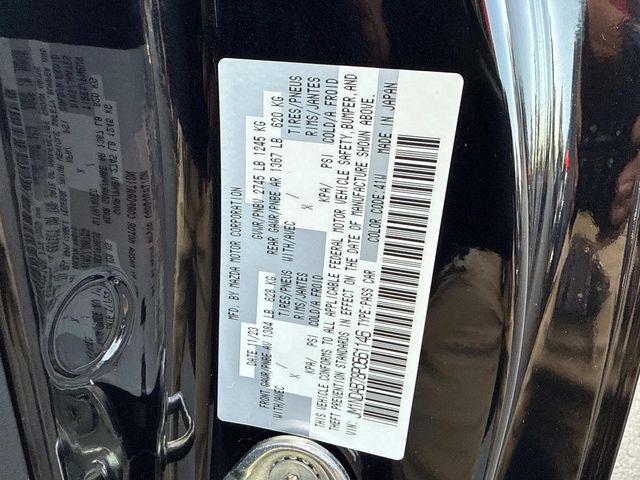 MFD. BY MAZDA MOTOR CORPORATION
DATE 11/23 GVWR/PNBV 2745 LB 1245 KG
FRONT GAWR/PNBE AV 1384 LB 628 KG REAR GAWR/PNBE AR 1367 LB 620 KG
WITH/AVEC / TIRES/PNEUS WITH/AVEC / TIRES/PNEUS
X RIMS/JANTES X RIMS/JANTES
KPA/ PSI COLD/A FROID KPA/ PSI COLD/A FROID
THIS VEHICLE CONFORMS TO ALL APPLICABLE FEDERAL MOTOR VEHICLE SAFETY, BUMPER, AND
THEFT PREVENTION STANDARDS IN EFFECT ON THE DATE OF MANUFACTURE SHOWN ABOVE.
VIN: TYPE:PASS CAR COLOR CODE:41W MADE IN JAPAN